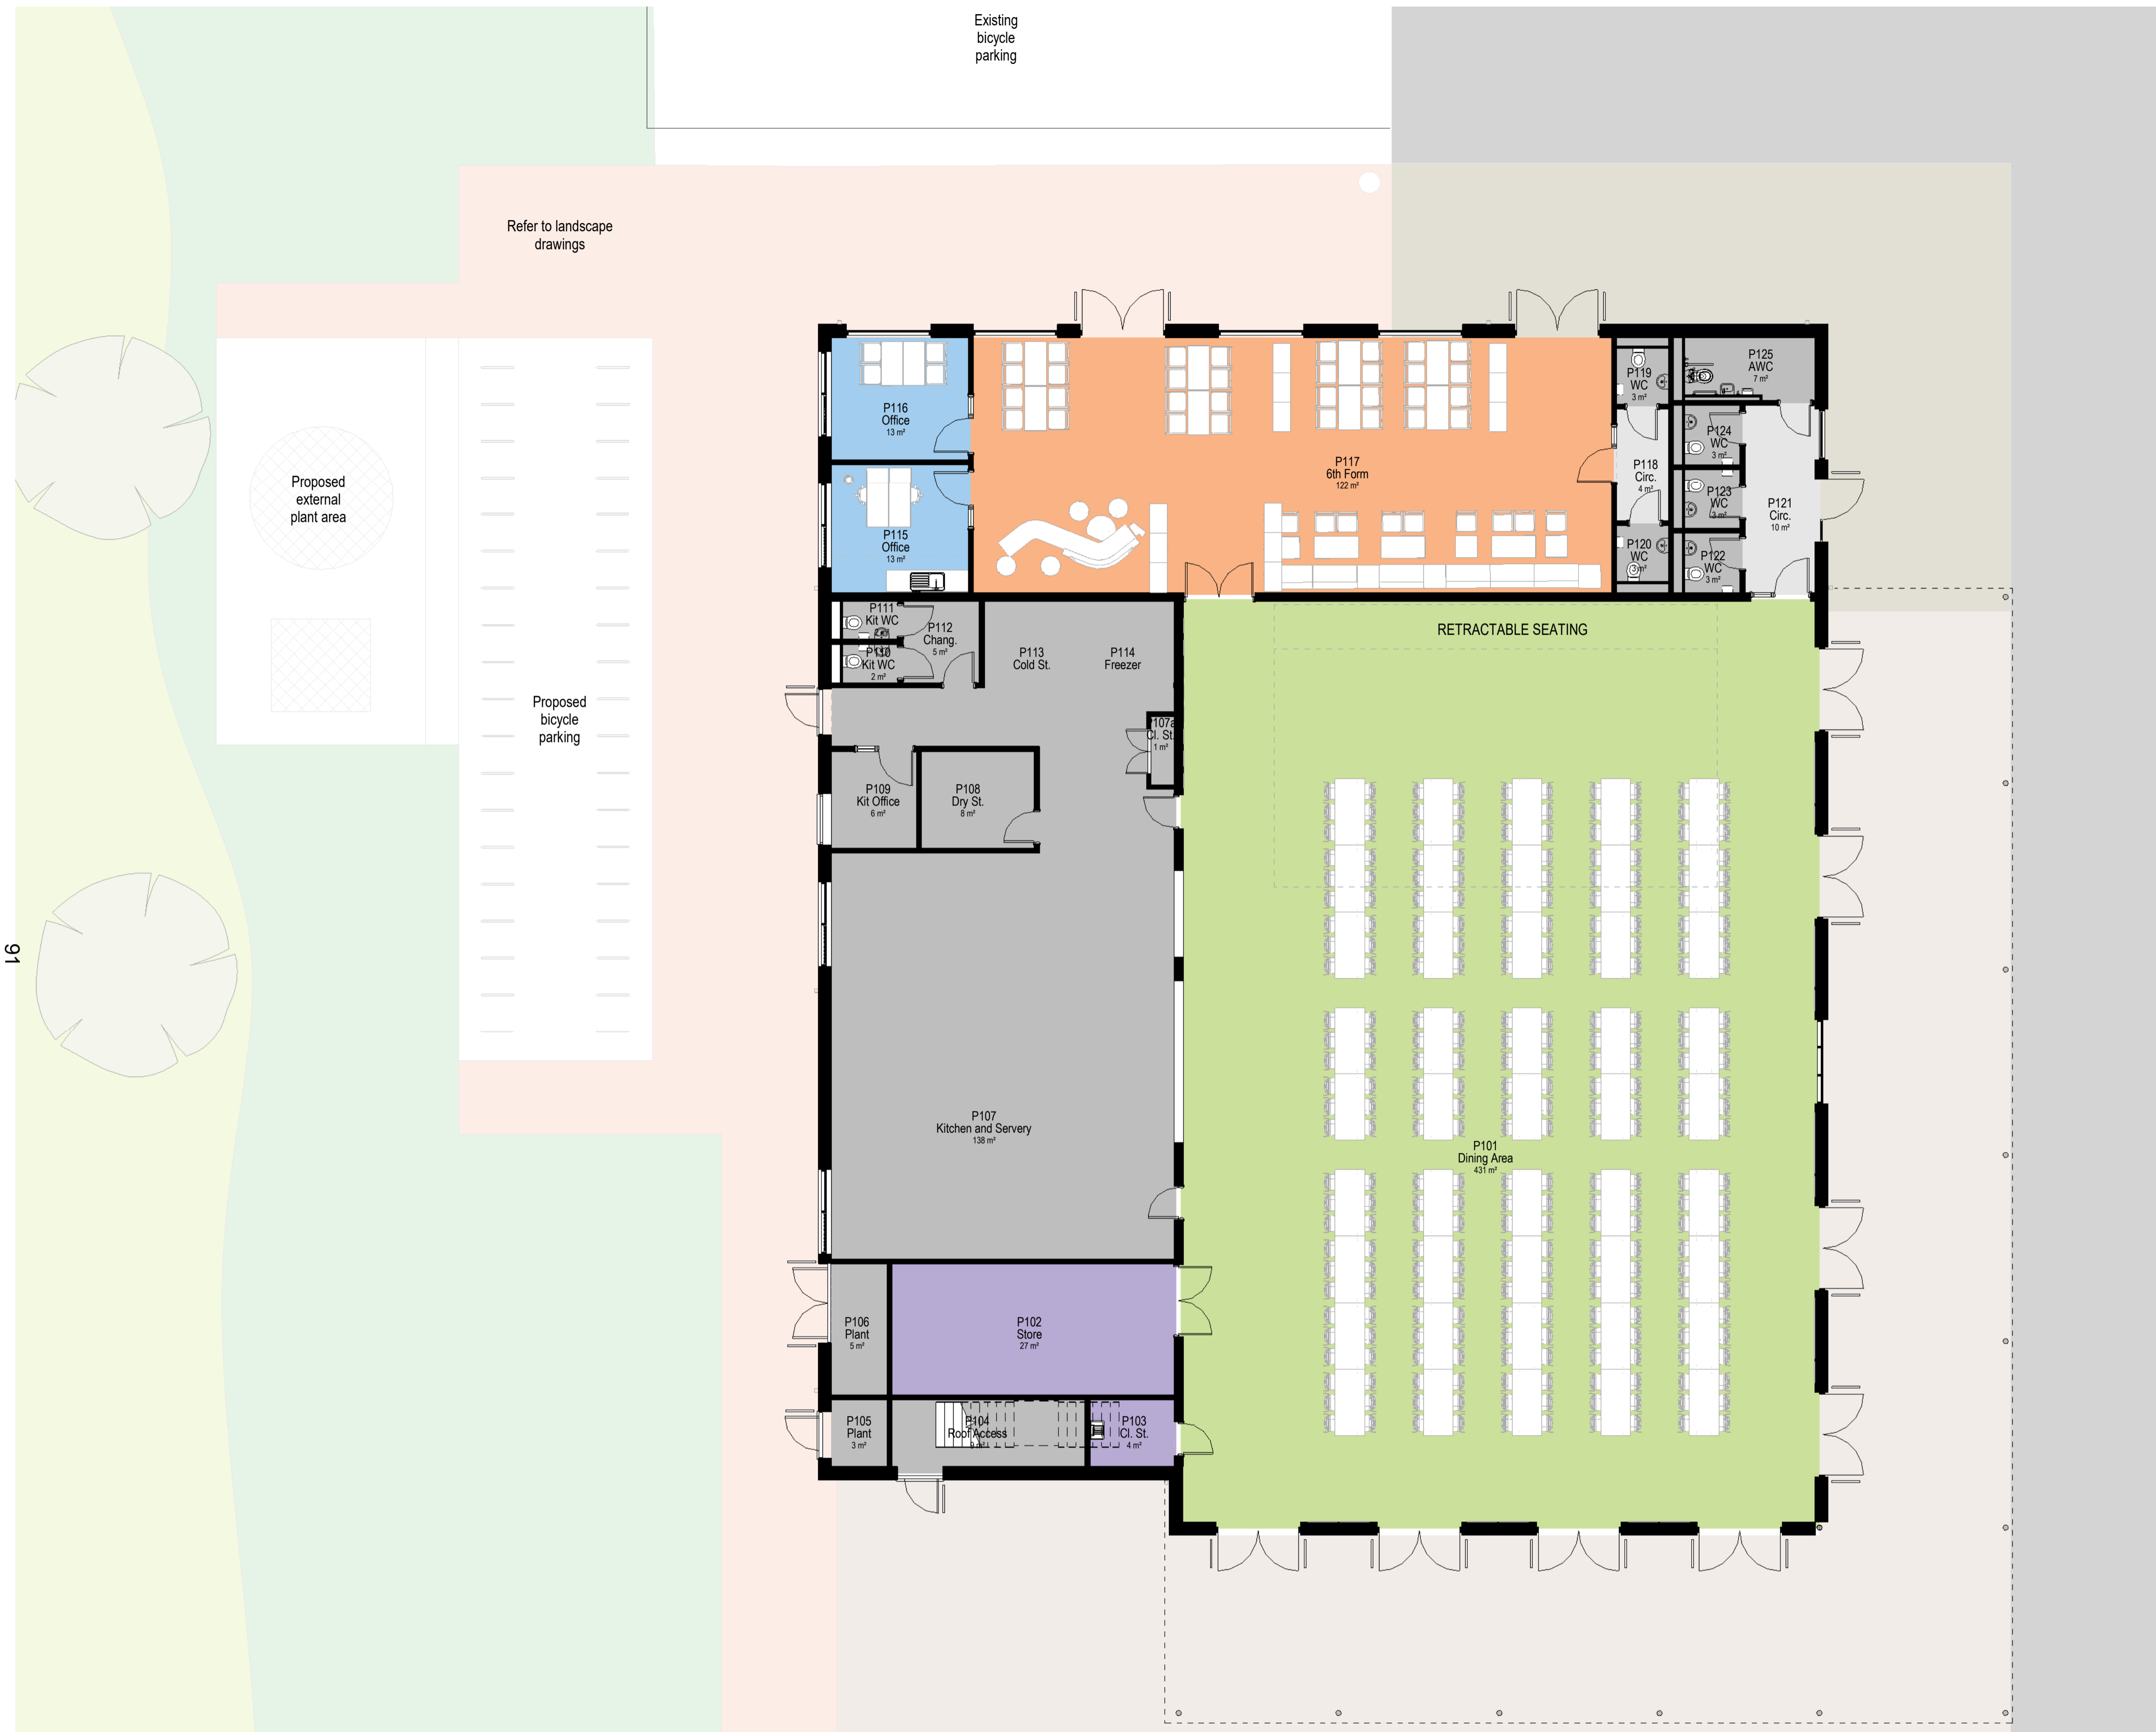 Existing
bicycle
parking
Refer to landscape
drawings
Proposed
external
plant area
Proposed
bicycle
parking
91
P116
Office
13 m²
P115
Office
13 m²
P117
6th Form
122 m²
P119
WC
3 m²
P118
Circ.
4 m²
P120
WC
3 m²
P125
AWC
7 m²
P124
WC
3 m²
P123
WC
3 m²
P122
WC
3 m²
P121
Circ.
10 m²
P111
Kit WC
P110
Kit WC
2 m²
P112
Chang.
5 m²
P113
Cold St.
P114
Freezer
P107a
Cl. St.
1 m²
RETRACTABLE SEATING
P109
Kit Office
6 m²
P108
Dry St.
8 m²
P107
Kitchen and Servery
138 m²
P101
Dining Area
431 m²
P106
Plant
5 m²
P102
Store
27 m²
P105
Plant
3 m²
P104
Roof Access
P103
Cl. St.
4 m²